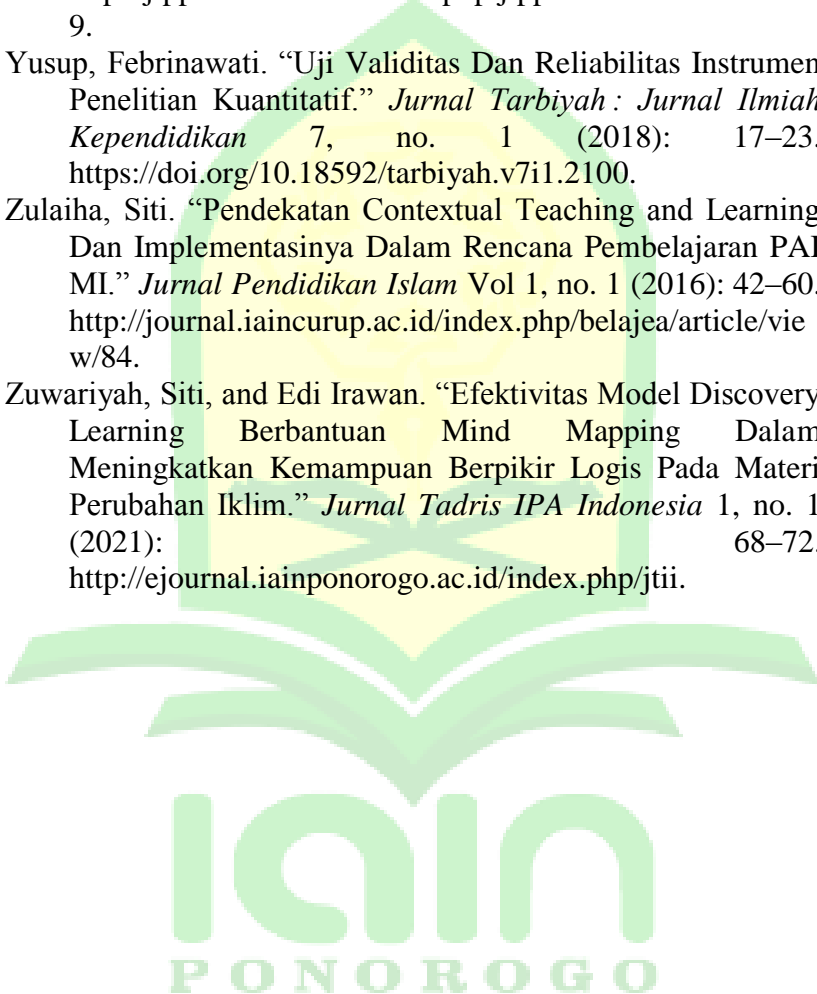 9.
Yusup, Febrinawati. “Uji Validitas Dan Reliabilitas Instrumen
Penelitian Kuantitatif.” Jurnal Tarbiyah : Jurnal Ilmiah
Kependidikan 7, no. 1 (2018): 17–23.
https://doi.org/10.18592/tarbiyah.v7i1.2100.
Zulaiha, Siti. “Pendekatan Contextual Teaching and Learning
Dan Implementasinya Dalam Rencana Pembelajaran PAI
MI.” Jurnal Pendidikan Islam Vol 1, no. 1 (2016): 42–60.
http://journal.iaincurup.ac.id/index.php/belajea/article/vie
w/84.
Zuwariyah, Siti, and Edi Irawan. “Efektivitas Model Discovery
Learning Berbantuan Mind Mapping Dalam
Meningkatkan Kemampuan Berpikir Logis Pada Materi
Perubahan Iklim.” Jurnal Tadris IPA Indonesia 1, no. 1
(2021): 68–72.
http://ejournal.iainponorogo.ac.id/index.php/jtii.
iain
PONOROGO